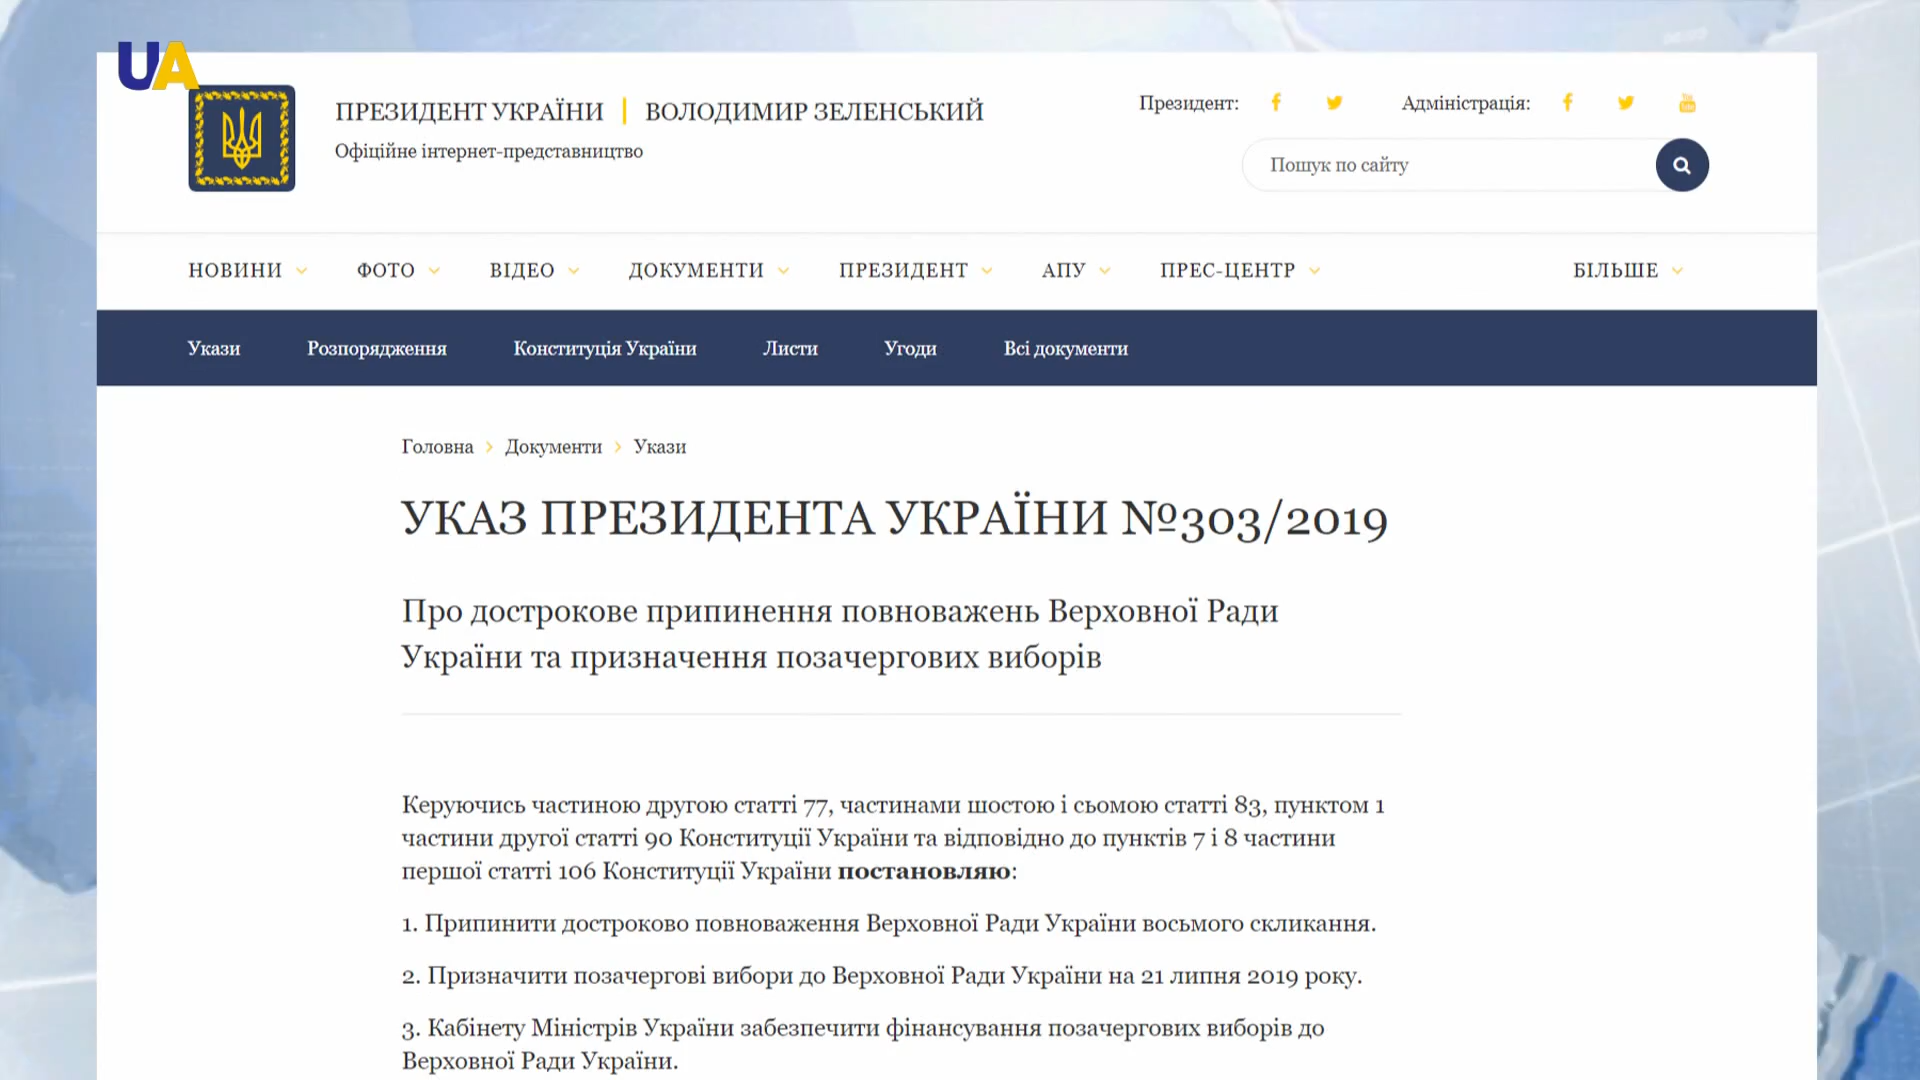 UA
ПРЕЗИДЕНТ УКРАЇНИ | ВОЛОДИМИР ЗЕЛЕНСЬКИЙ
Офіційне інтернет-представництво
Президент:
Адміністрація:
Пошук по сайту
НОВИНИ ФОТО ВІДЕО ДОКУМЕНТИ ПРЕЗИДЕНТ АПУ ПРЕС-ЦЕНТР БІЛЬШЕ
Укази Розпорядження Конституція України Листи Угоди Всі документи
Головна Документи Укази
УКАЗ ПРЕЗИДЕНТА УКРАЇНИ №303/2019
Про дострокове припинення повноважень Верховної Ради
України та призначення позачергових виборів
Керуючись частиною другою статті 77, частинами шостою і сьомою статті 83, пунктом 1
частини другої статті 90 Конституції України та відповідно до пунктів 7 і 8 частини
першої статті 106 Конституції України постановляю:
1. Припинити достроково повноваження Верховної Ради України восьмого скликання.
2. Призначити позачергові вибори до Верховної Ради України на 21 липня 2019 року.
3. Кабінету Міністрів України забезпечити фінансування позачергових виборів до
Верховної Ради України.